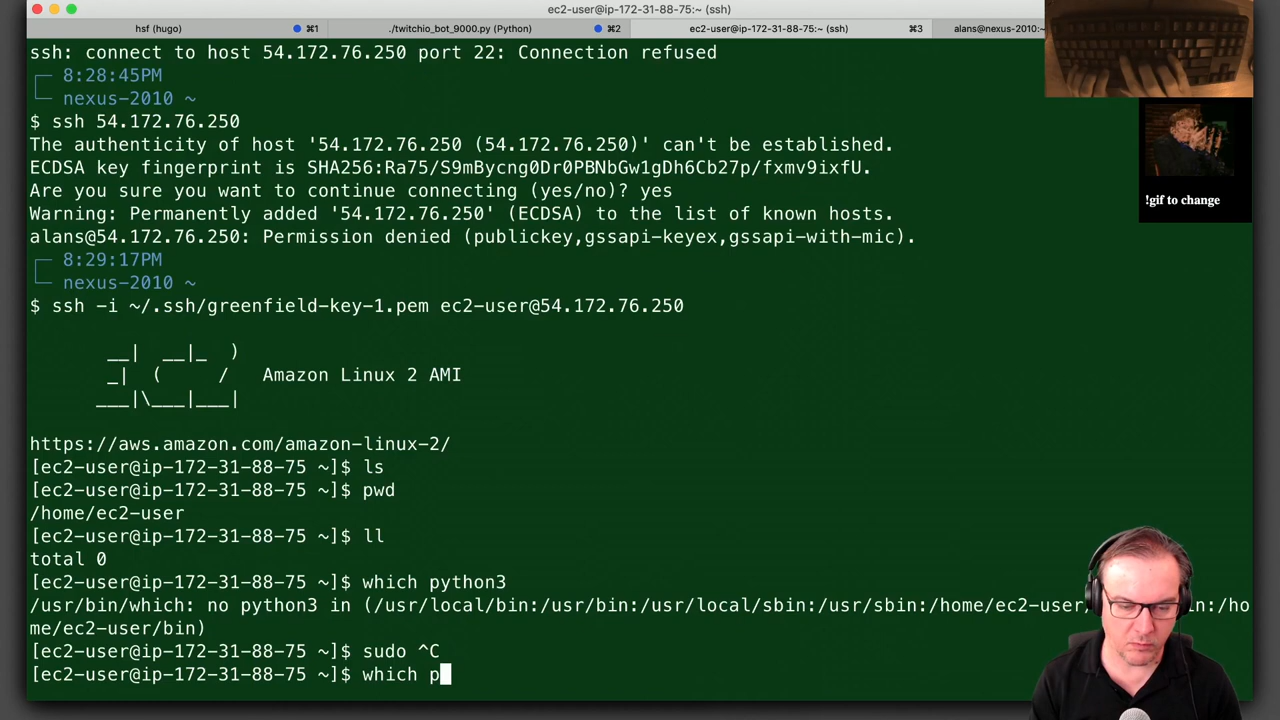 ec2-user@ip-172-31-88-75:~ (ssh)
hsf (hugo) ⌘1 ./twitchio_bot_9000.py (Python) ⌘2 ec2-user@ip-172-31-88-75:~ (ssh) ⌘3 alans@nexus-2010:~
ssh: connect to host 54.172.76.250 port 22: Connection refused
8:28:45PM
nexus-2010 ~
$ ssh 54.172.76.250
The authenticity of host '54.172.76.250 (54.172.76.250)' can't be established.
ECDSA key fingerprint is SHA256:Ra75/S9mBycng0Dr0PBNbGw1gDh6Cb27p/fxmv9ixfU.
Are you sure you want to continue connecting (yes/no)? yes
Warning: Permanently added '54.172.76.250' (ECDSA) to the list of known hosts.
alans@54.172.76.250: Permission denied (publickey,gssapi-keyex,gssapi-with-mic).
8:29:17PM
nexus-2010 ~
$ ssh -i ~/.ssh/greenfield-key-1.pem ec2-user@54.172.76.250
__|  __|_  )
_|  (     /   Amazon Linux 2 AMI
___|\___|___|
https://aws.amazon.com/amazon-linux-2/
[ec2-user@ip-172-31-88-75 ~]$ ls
[ec2-user@ip-172-31-88-75 ~]$ pwd
/home/ec2-user
[ec2-user@ip-172-31-88-75 ~]$ ll
total 0
[ec2-user@ip-172-31-88-75 ~]$ which python3
/usr/bin/which: no python3 in (/usr/local/bin:/usr/bin:/usr/local/sbin:/usr/sbin:/home/ec2-user/ n:/ho
me/ec2-user/bin)
[ec2-user@ip-172-31-88-75 ~]$ sudo ^C
[ec2-user@ip-172-31-88-75 ~]$ which p
!gif to change